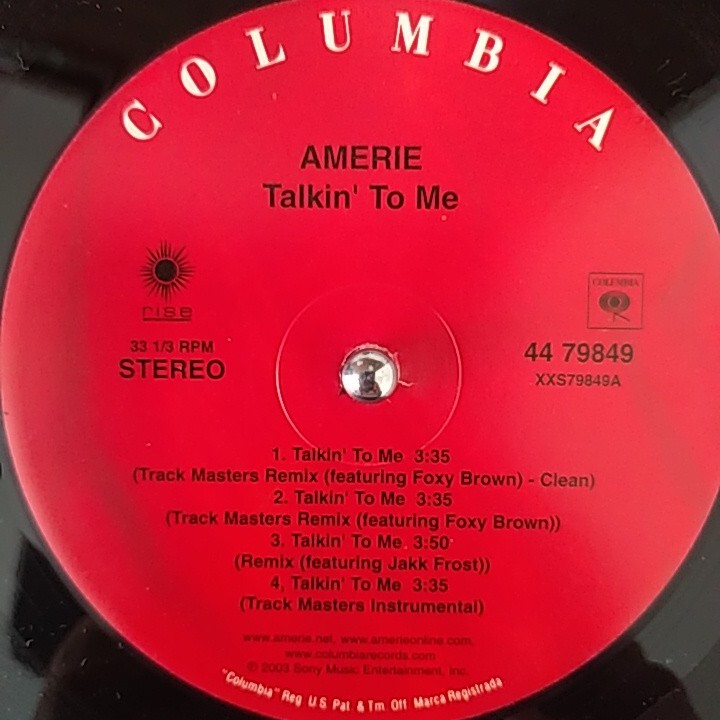 COLUMBIA
AMERIE
Talkin' To Me
rise
COLUMBIA
33 1/3 RPM
STEREO
44 79849
XXS79849A
1. Talkin' To Me 3:35
(Track Masters Remix (featuring Foxy Brown) - Clean)
2. Talkin' To Me 3:35
(Track Masters Remix (featuring Foxy Brown))
3. Talkin' To Me 3:50
(Remix (featuring Jakk Frost))
4, Talkin' To Me 3:35
(Track Masters Instrumental)
www.amerie.net, www.amerieonline.com,
www.columbiarecords.com
© 2003 Sony Music Entertainment, Inc.
"Columbia" Reg U.S. Pat. & Tm. Off Marca Registrada